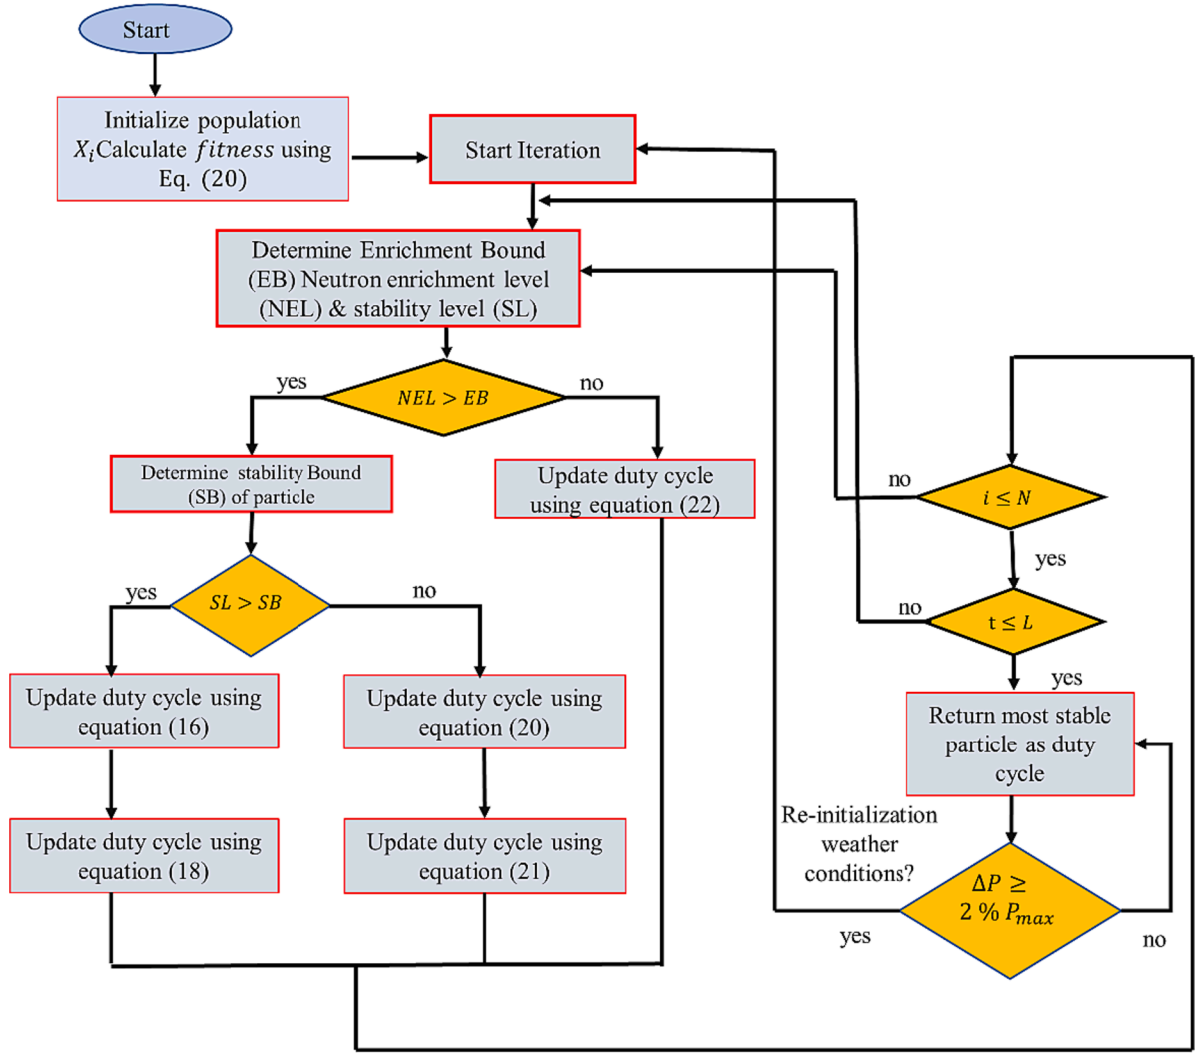 Start
Initialize population
𝑋𝑖Calculate 𝑓𝑖𝑡𝑛𝑒𝑠𝑠 using
Eq. (20)
Start Iteration
Determine Enrichment Bound
(EB) Neutron enrichment level
(NEL) & stability level (SL)
yes
NEL > EB
no
Determine stability Bound
(SB) of particle
Update duty cycle
using equation (22)
yes
SL > SB
no
Update duty cycle using
equation (16)
Update duty cycle using
equation (20)
Update duty cycle using
equation (18)
Update duty cycle using
equation (21)
no
i ≤ N
yes
no
t ≤ L
yes
Return most stable
particle as duty
cycle
Re-initialization
weather
conditions?
ΔP ≥
2 % Pmax
yes
no